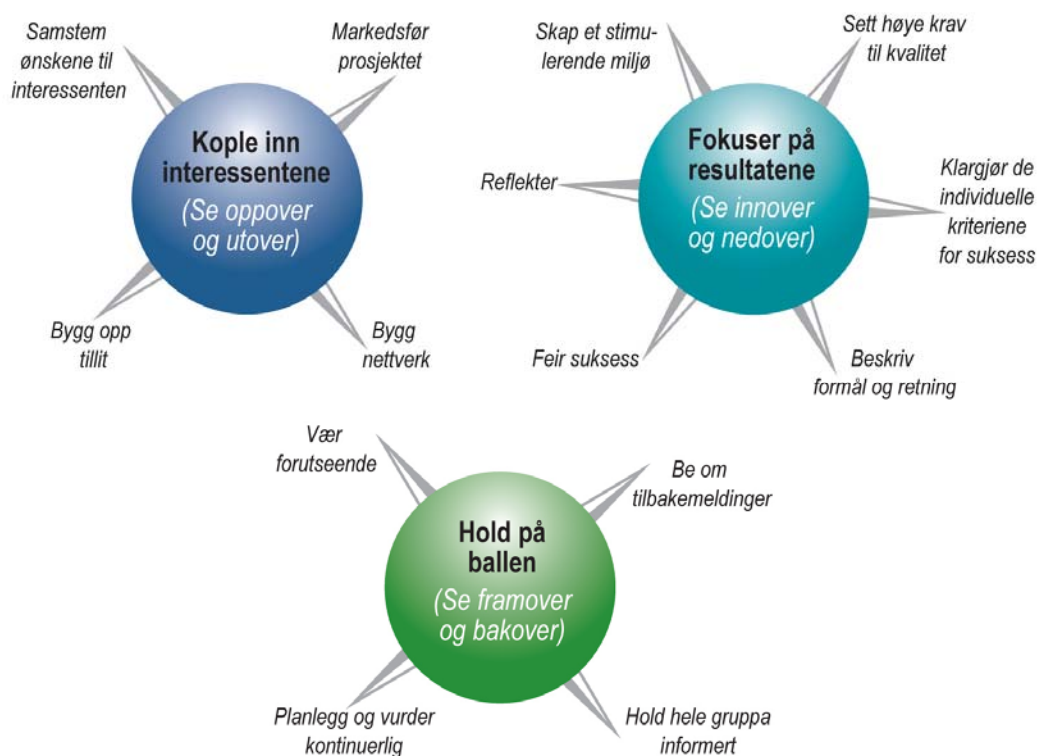 Samstem
ønskene til
interessenten
Markedsfør
prosjektet
Kople inn
interessentene
(Se oppover
og utover)
Bygg opp
tillit
Bygg
nettverk
Skap et stimu-
lerende miljø
Sett høye krav
til kvalitet
Fokuser på
resultatene
(Se innover
og nedover)
Reflekter
Klargjør de
individuelle
kriteriene
for suksess
Feir suksess
Beskriv
formål og retning
Vær
forutseende
Be om
tilbakemeldinger
Hold på
ballen
(Se framover
og bakover)
Planlegg og vurder
kontinuerlig
Hold hele gruppa
informert